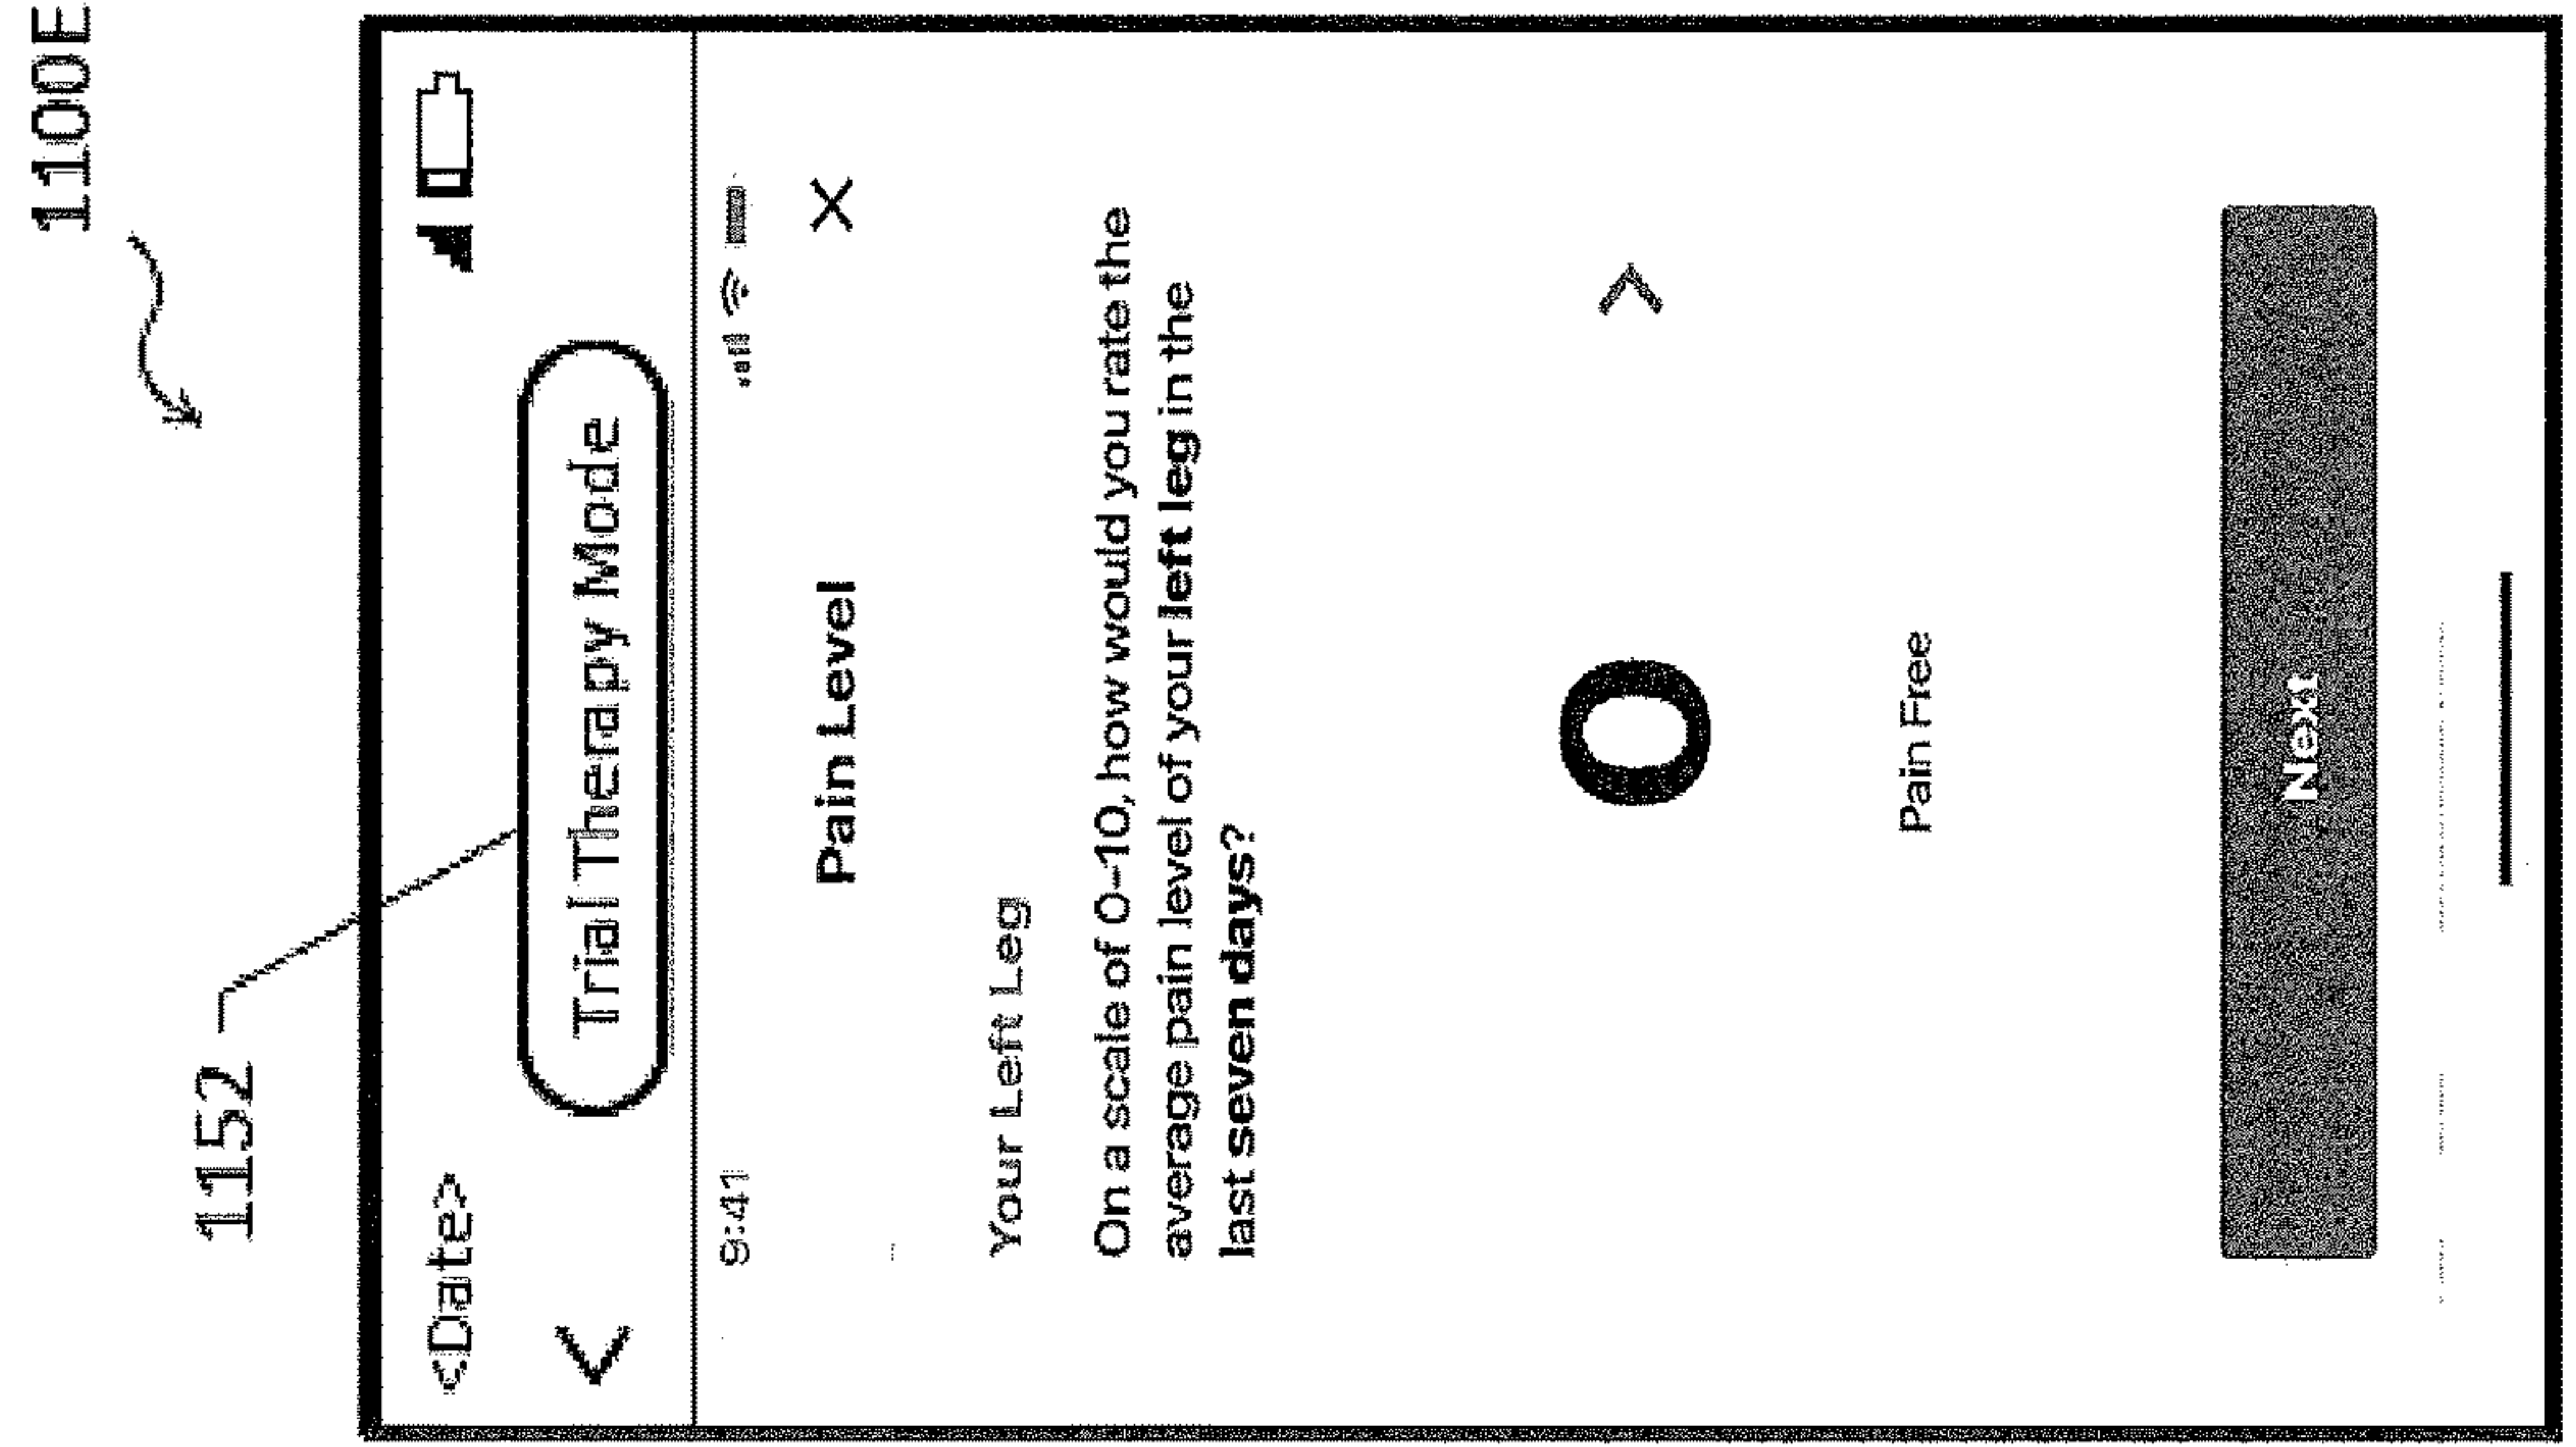 1100E
1152
<Date>
Trial Therapy Mode
9:41
Pain Level
X
Your Left Leg
On a scale of 0-10, how would you rate the
average pain level of your left leg in the
last seven days?
0
Pain Free
Next